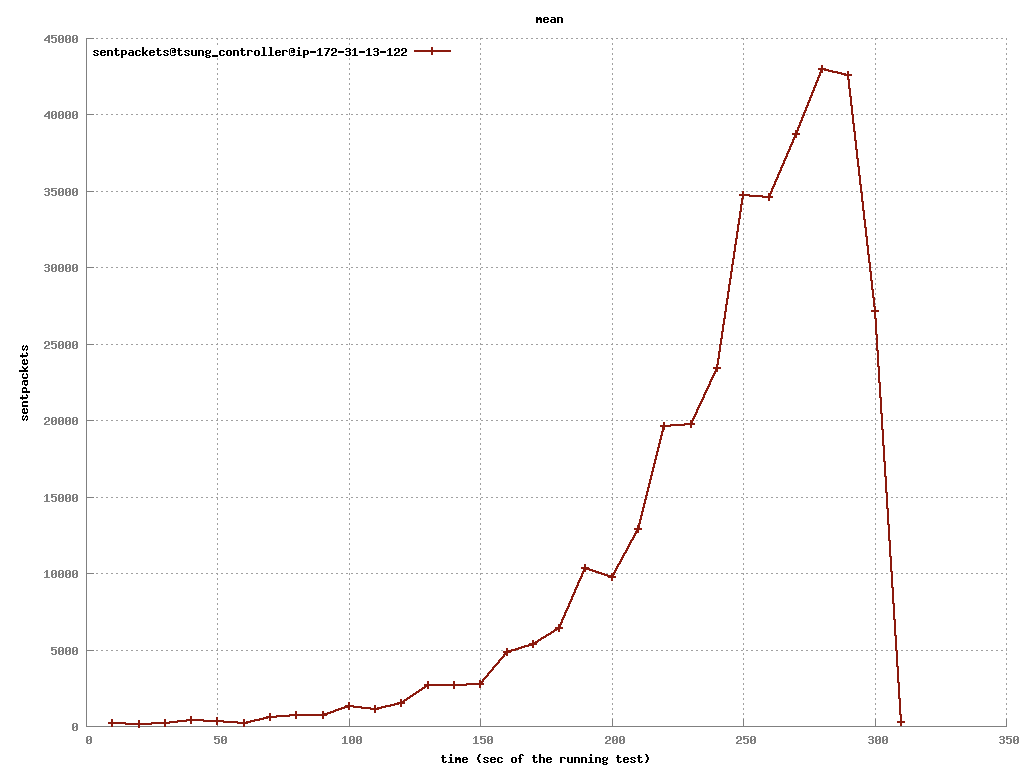 mean
sentpackets@tsung_controller@ip-172-31-13-122
45000
40000
35000
30000
25000
20000
15000
10000
5000
0
sentpackets
0 50 100 150 200 250 300 350
time (sec of the running test)